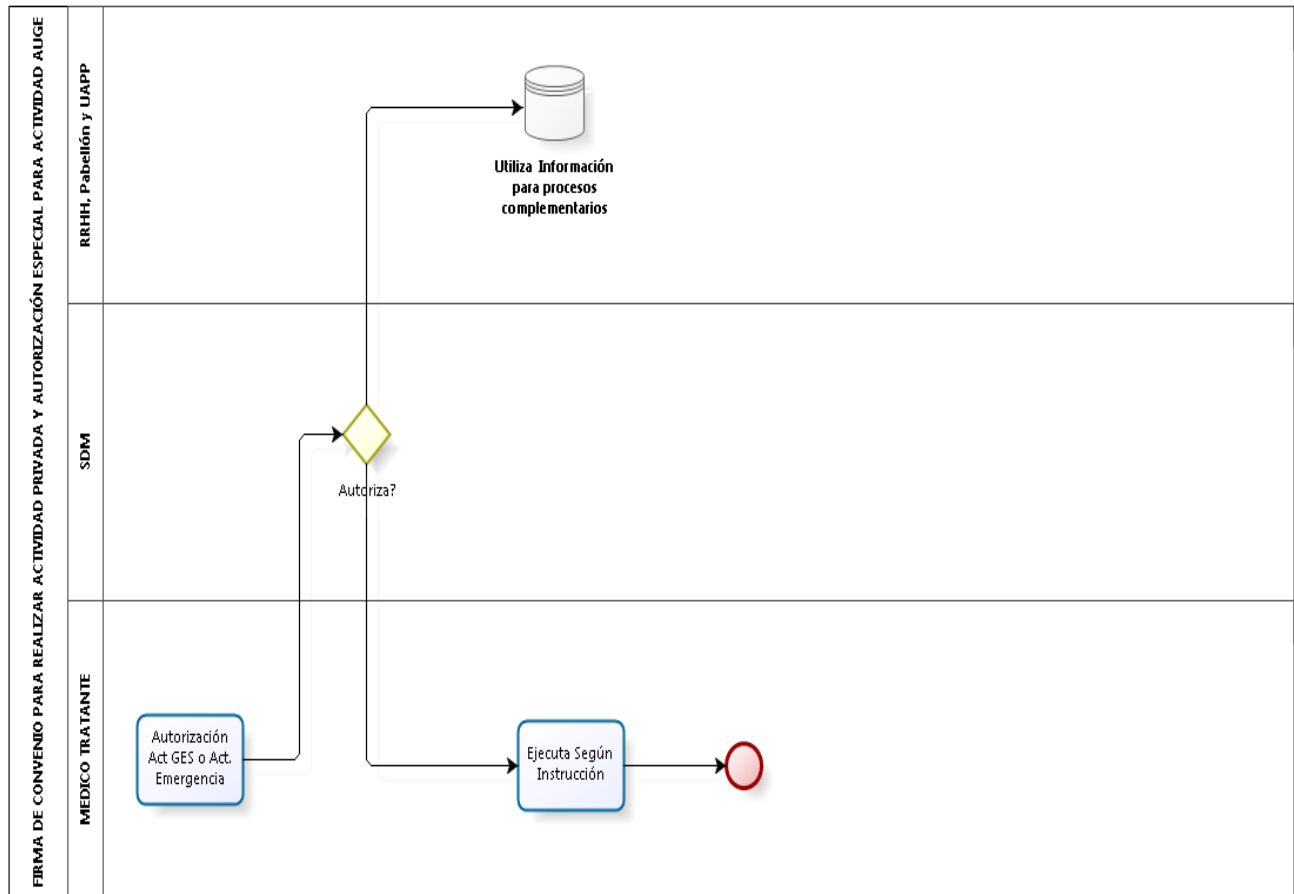 FIRMA DE CONVENIO PARA REALIZAR ACTIVIDAD PRIVADA Y AUTORIZACIÓN ESPECIAL PARA ACTIVIDAD AUGE
RRHH, Pabellón y UAPP
Utiliza Información
para procesos
complementarios
SDM
Autoriza?
MEDICO TRATANTE
Autorización
Act GES o Act.
Emergencia
Ejecuta Según
Instrucción